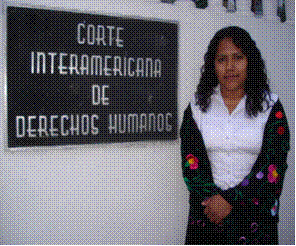 CORTE
INTERAMERICANA
DE
DERECHOS HUMANOS